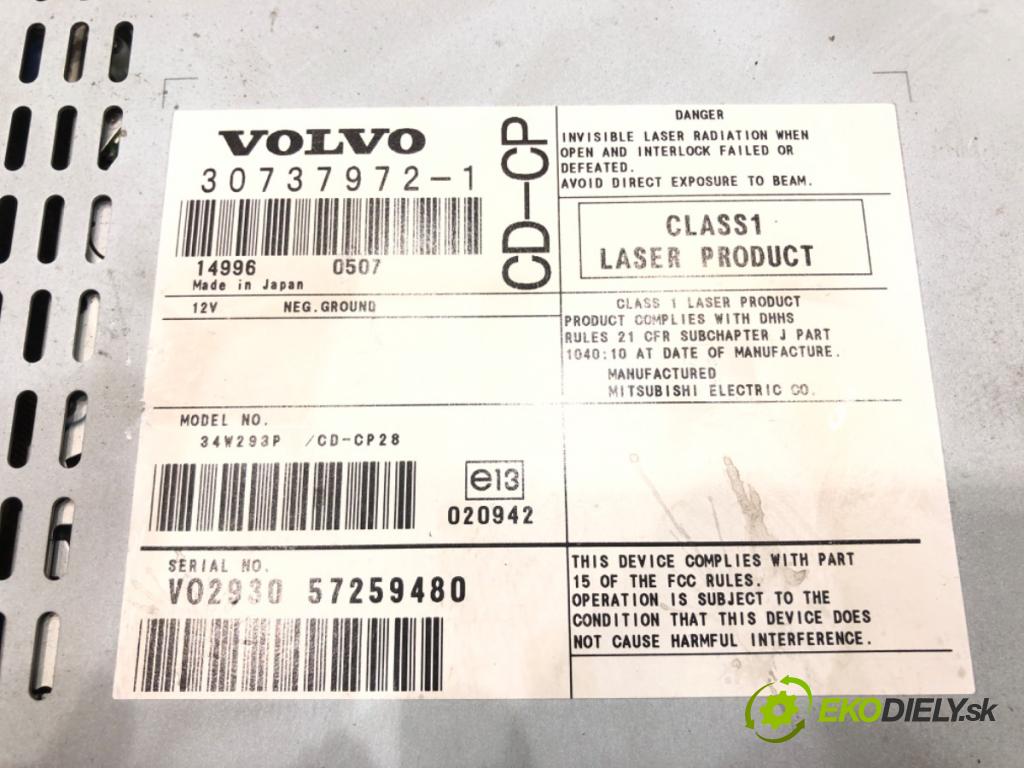 VOLVO
30737972-1
14996 0507
Made in Japan
CD-CP
12V NEG.GROUND
MODEL NO.
34W293P /CD-CP28
e13
020942
SERIAL NO.
V02930 57259480
DANGER
INVISIBLE LASER RADIATION WHEN
OPEN AND INTERLOCK FAILED OR
DEFEATED.
AVOID DIRECT EXPOSURE TO BEAM.
CLASS1
LASER PRODUCT
CLASS 1 LASER PRODUCT
PRODUCT COMPLIES WITH DHHS
RULES 21 CFR SUBCHAPTER J PART
1040:10 AT DATE OF MANUFACTURE.
MANUFACTURED
MITSUBISHI ELECTRIC CO.
THIS DEVICE COMPLIES WITH PART
15 OF THE FCC RULES.
OPERATION IS SUBJECT TO THE
CONDITION THAT THIS DEVICE DOES
NOT CAUSE HARMFUL INTERFERENCE.
EKODIELY.sk